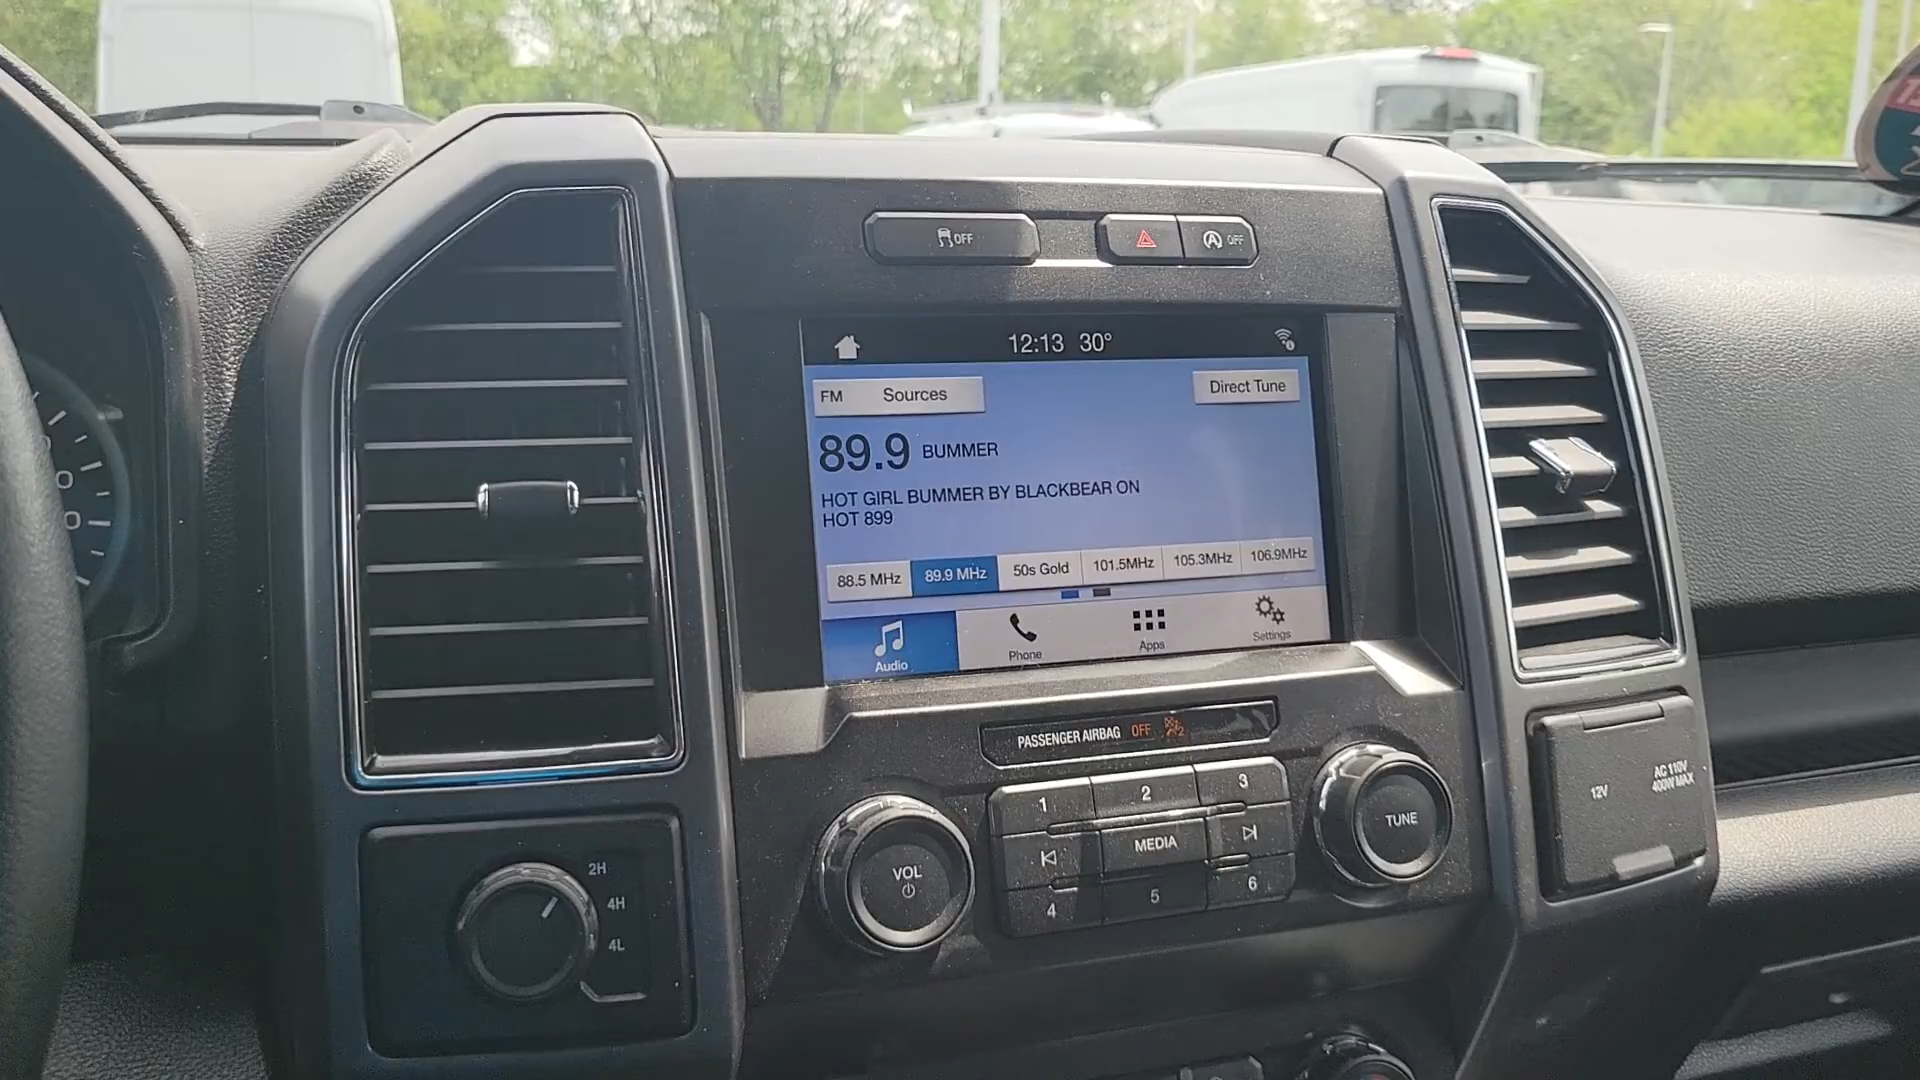 OFF
OFF
12:13 30°
FM Sources
Direct Tune
89.9 BUMMER
HOT GIRL BUMMER BY BLACKBEAR ON
HOT 899
88.5 MHz 89.9 MHz 50s Gold 101.5MHz 105.3MHz 106.9MHz
Audio Phone Apps Settings
PASSENGER AIRBAG OFF
1 2 3
MEDIA
4 5 6
VOL
TUNE
12V
AC 110V
400W MAX
2H
4H
4L